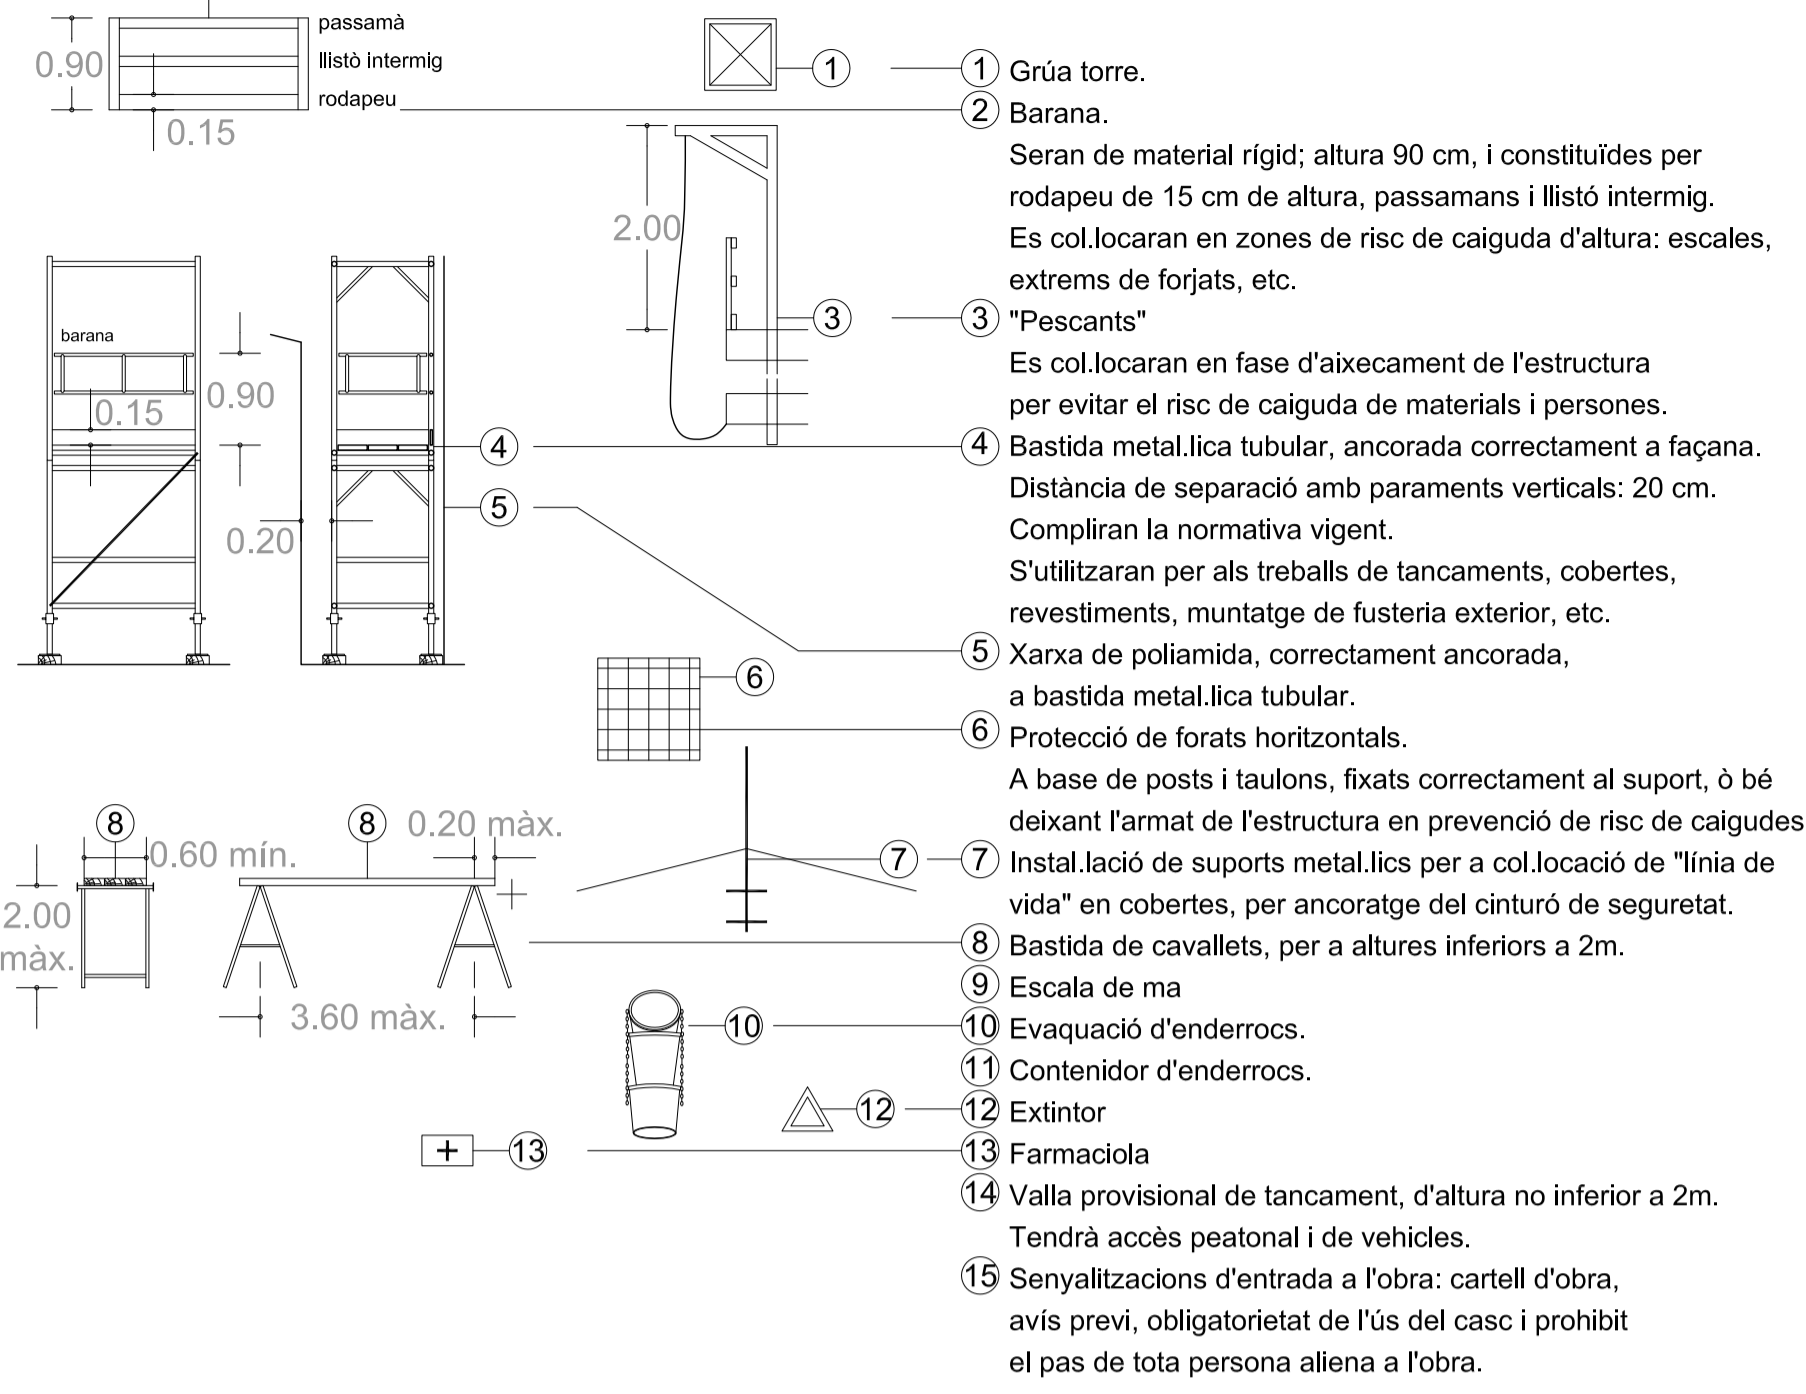 passamà
0.90
llistò intermig
rodapeu
0.15
1
1 Grúa torre.
2 Barana.
Seran de material rígid; altura 90 cm, i constituïdes per
rodapeu de 15 cm de altura, passamans i llistó intermig.
Es col.locaran en zones de risc de caiguda d'altura: escales,
extrems de forjats, etc.
2.00
3
3 "Pescants"
Es col.locaran en fase d'aixecament de l'estructura
per evitar el risc de caiguda de materials i persones.
barana
0.90
0.15
4
4 Bastida metal.lica tubular, ancorada correctament a façana.
Distància de separació amb paraments verticals: 20 cm.
Compliran la normativa vigent.
S'utilitzaran per als treballs de tancaments, cobertes,
revestiments, muntatge de fusteria exterior, etc.
5
0.20
5 Xarxa de poliamida, correctament ancorada,
a bastida metal.lica tubular.
6
6 Protecció de forats horitzontals.
A base de posts i taulons, fixats correctament al suport, ò bé
deixant l'armat de l'estructura en prevenció de risc de caigudes
7
7 Instal.lació de suports metal.lics per a col.locació de "línia de
vida" en cobertes, per ancoratge del cinturó de seguretat.
8
0.60 mín.
2.00
màx.
8
0.20 màx.
3.60 màx.
8 Bastida de cavallets, per a altures inferiors a 2m.
9 Escala de ma
10
10 Evaquació d'enderrocs.
11 Contenidor d'enderrocs.
12
12 Extintor
+
13
13 Farmaciola
14 Valla provisional de tancament, d'altura no inferior a 2m.
Tendrà accès peatonal i de vehicles.
15 Senyalitzacions d'entrada a l'obra: cartell d'obra,
avís previ, obligatorietat de l'ús del casc i prohibit
el pas de tota persona aliena a l'obra.